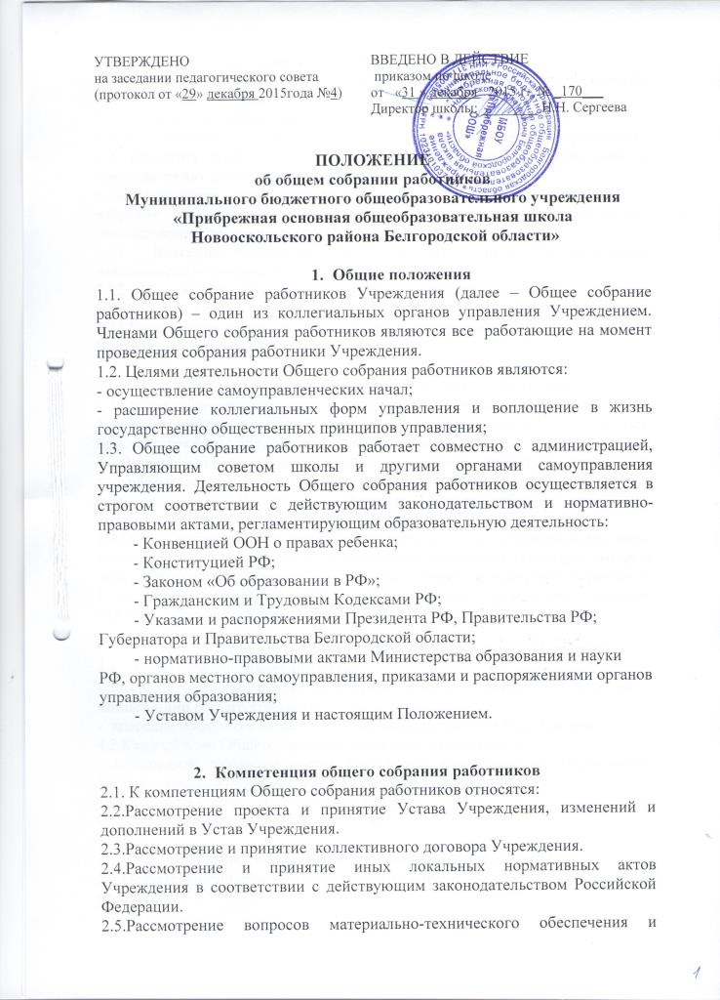 УТВЕРЖДЕНО
на заседании педагогического совета
(протокол от «29» декабря 2015года №4)
ВВЕДЕНО В ДЕЙСТВИЕ
приказом по школе
от «31 » декабря 2015 г. № 170
Директор школы: Н.Н. Сергеева
МБОУ
«Прибрежная
ООШ»
ПОЛОЖЕНИЕ
об общем собрании работников
Муниципального бюджетного общеобразовательного учреждения
«Прибрежная основная общеобразовательная школа
Новооскольского района Белгородской области»
1. Общие положения
1.1. Общее собрание работников Учреждения (далее – Общее собрание
работников) – один из коллегиальных органов управления Учреждением.
Членами Общего собрания работников являются все работающие на момент
проведения собрания работники Учреждения.
1.2. Целями деятельности Общего собрания работников являются:
- осуществление самоуправленческих начал;
- расширение коллегиальных форм управления и воплощение в жизнь
государственно общественных принципов управления;
1.3. Общее собрание работников работает совместно с администрацией,
Управляющим советом школы и другими органами самоуправления
учреждения. Деятельность Общего собрания работников осуществляется в
строгом соответствии с действующим законодательством и нормативно-
правовыми актами, регламентирующим образовательную деятельность:
- Конвенцией ООН о правах ребенка;
- Конституцией РФ;
- Законом «Об образовании в РФ»;
- Гражданским и Трудовым Кодексами РФ;
- Указами и распоряжениями Президента РФ, Правительства РФ;
Губернатора и Правительства Белгородской области;
- нормативно-правовыми актами Министерства образования и науки
РФ, органов местного самоуправления, приказами и распоряжениями органов
управления образования;
- Уставом Учреждения и настоящим Положением.
2. Компетенция общего собрания работников
2.1. К компетенциям Общего собрания работников относятся:
2.2.Рассмотрение проекта и принятие Устава Учреждения, изменений и
дополнений в Устав Учреждения.
2.3.Рассмотрение и принятие коллективного договора Учреждения.
2.4.Рассмотрение и принятие иных локальных нормативных актов
Учреждения в соответствии с действующим законодательством Российской
Федерации.
2.5.Рассмотрение вопросов материально-технического обеспечения и
1